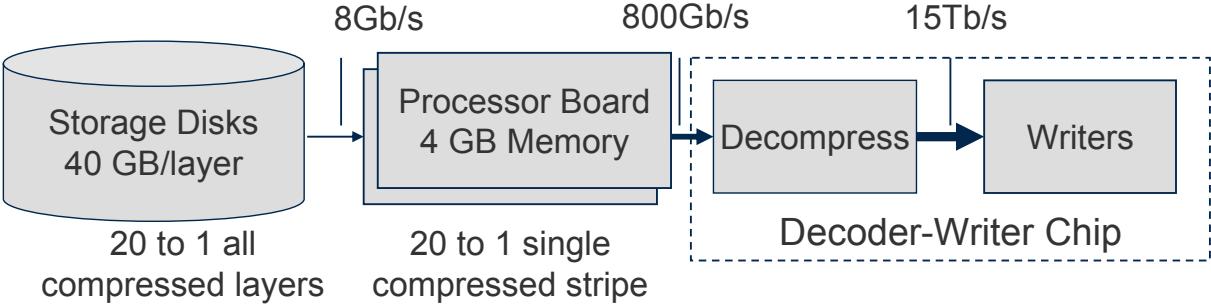 8Gb/s
800Gb/s
15Tb/s
Storage Disks
40 GB/layer
Processor Board
4 GB Memory
Decompress
Writers
Decoder-Writer Chip
20 to 1 all
compressed layers
20 to 1 single
compressed stripe